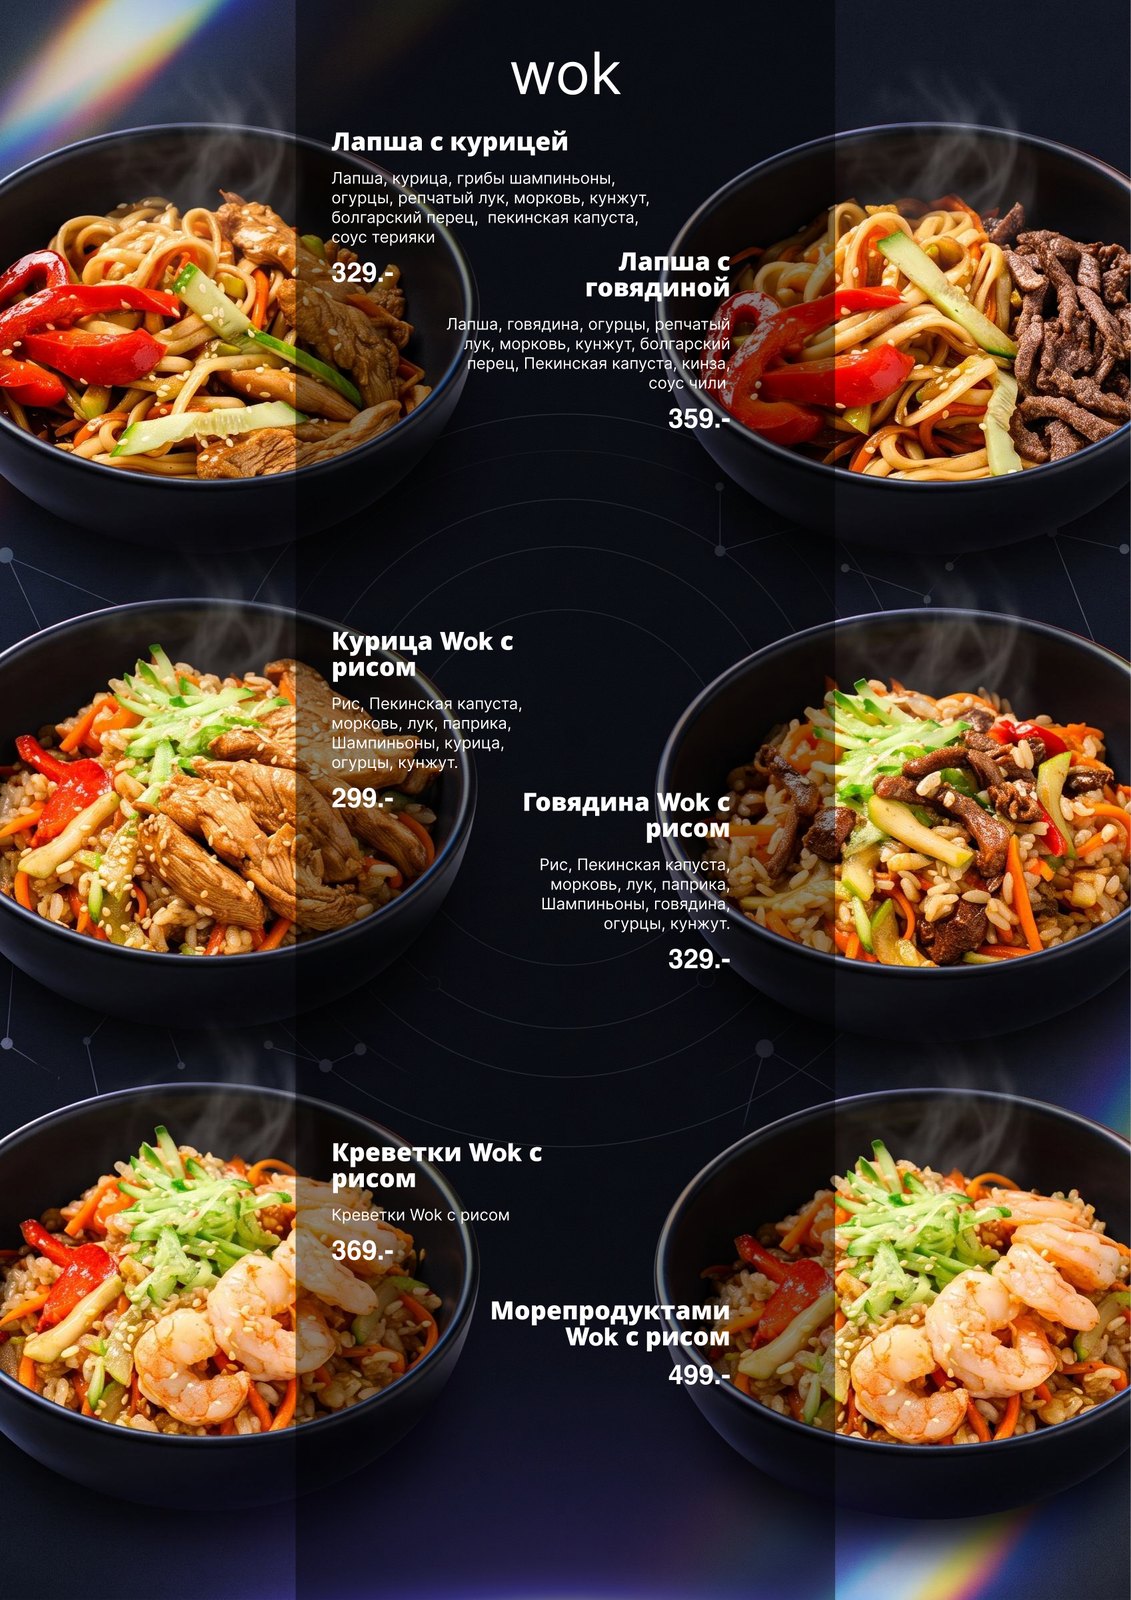 wok
Лапша с курицей
Лапша, курица, грибы шампиньоны,
огурцы, репчатый лук, морковь, кунжут,
болгарский перец, пекинская капуста,
соус терияки
329.-
Лапша с
говядиной
Лапша, говядина, огурцы, репчатый
лук, морковь, кунжут, болгарский
перец, Пекинская капуста, кинза,
соус чили
359.-
Курица Wok с
рисом
Рис, Пекинская капуста,
морковь, лук, паприка,
Шампиньоны, курица,
огурцы, кунжут.
299.-
Говядина Wok с
рисом
Рис, Пекинская капуста,
морковь, лук, паприка,
Шампиньоны, говядина,
огурцы, кунжут.
329.-
Креветки Wok с
рисом
Креветки Wok с рисом
369.-
Морепродуктами
Wok с рисом
499.-